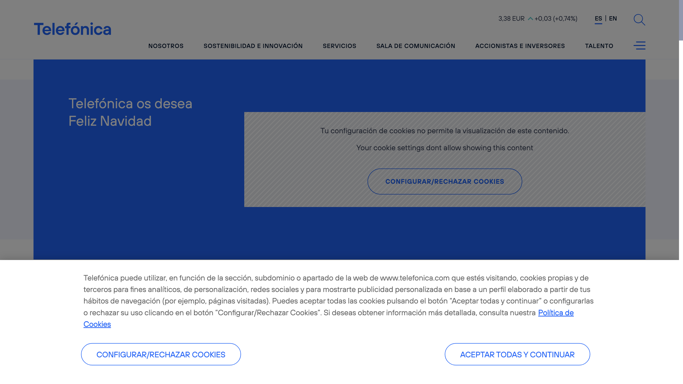 Telefónica
3,38 EUR +0,03 (+0,74%)
ES | EN
NOSOTROS SOSTENIBILIDAD E INNOVACIÓN SERVICIOS SALA DE COMUNICACIÓN ACCIONISTAS E INVERSORES TALENTO
Telefónica os desea
Feliz Navidad
Tu configuración de cookies no permite la visualización de este contenido.
Your cookie settings dont allow showing this content
CONFIGURAR/RECHAZAR COOKIES
Telefónica puede utilizar, en función de la sección, subdominio o apartado de la web de www.telefonica.com que estés visitando, cookies propias y de
terceros para fines analíticos, de personalización, redes sociales y para mostrarte publicidad personalizada en base a un perfil elaborado a partir de tus
hábitos de navegación (por ejemplo, páginas visitadas). Puedes aceptar todas las cookies pulsando el botón "Aceptar todas y continuar" o configurarlas
o rechazar su uso clicando en el botón "Configurar/Rechazar Cookies". Si deseas obtener información más detallada, consulta nuestra Política de
Cookies
CONFIGURAR/RECHAZAR COOKIES
ACEPTAR TODAS Y CONTINUAR